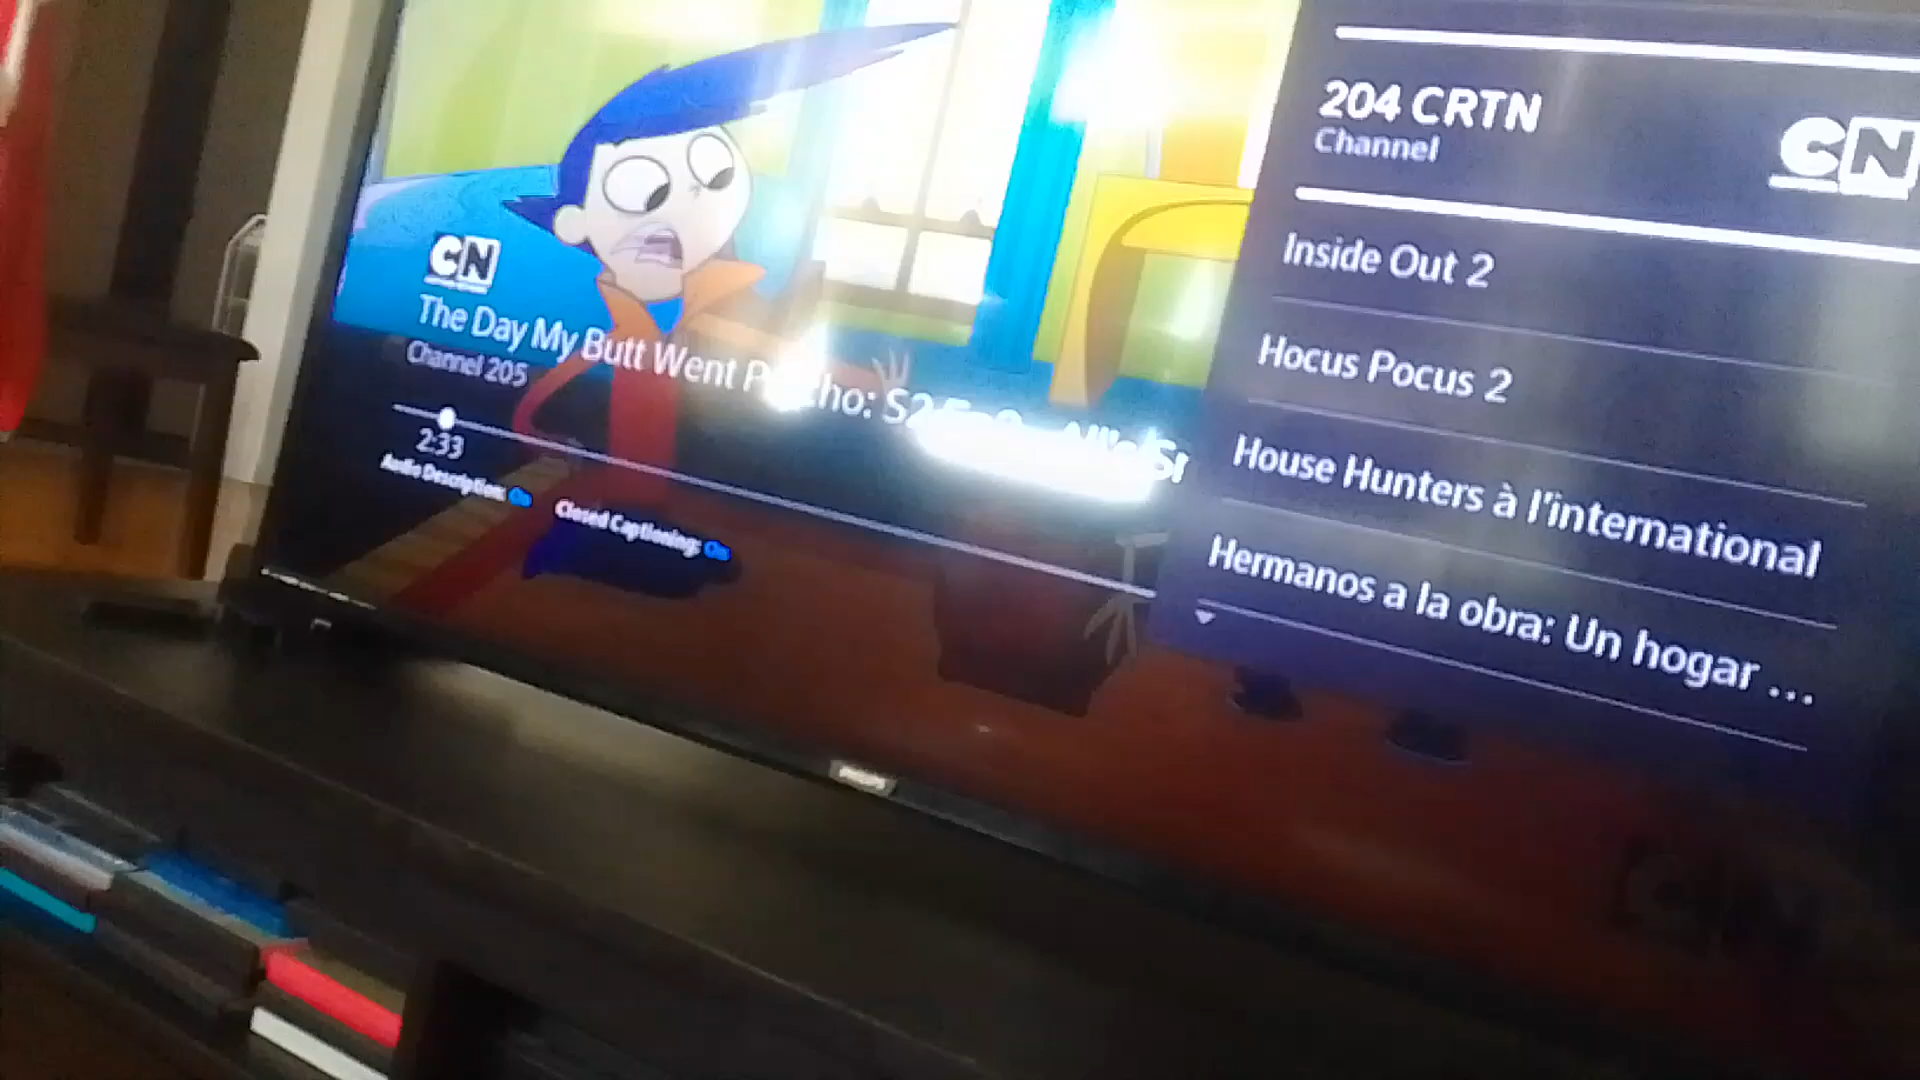 CN
The Day My Butt Went
Channel 205
2:33
Audio Description: On Closed Captioning: On
204 CRTN
Channel
CN
Inside Out 2
Hocus Pocus 2
House Hunters à l'international
Hermanos a la obra: Un hogar ...